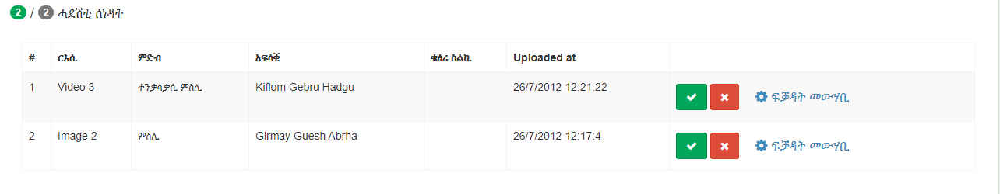 2 / 2 ሓደሽቲ ሰነዳት
# ርእሲ ምድብ ኣፍላቒ ቁፅሪ ስልኪ Uploaded at
1 Video 3 ተንቃሳቃሲ ምስሊ Kiflom Gebru Hadgu 26/7/2012 12:21:22 ፍቓዳት መውሃቢ
2 Image 2 ምስሊ Girmay Guesh Abrha 26/7/2012 12:17:4 ፍቓዳት መውሃቢ